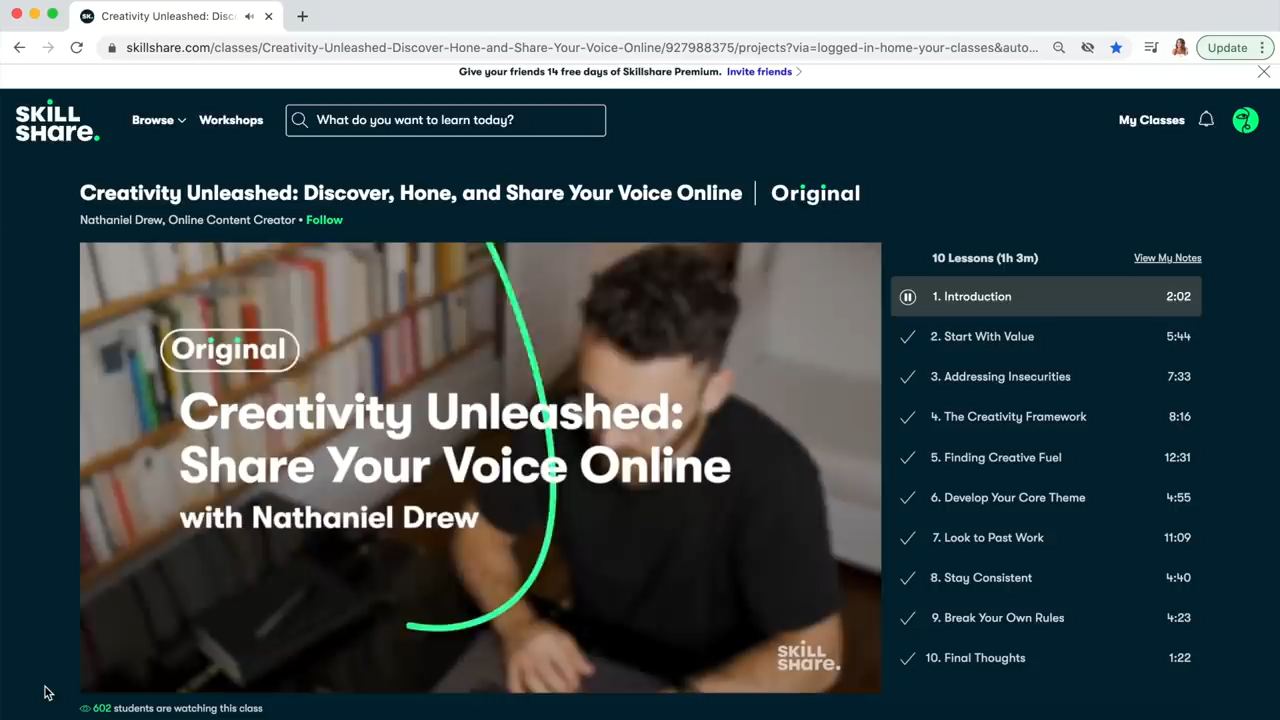 Creativity Unleashed: Disc
skillshare.com/classes/Creativity-Unleashed-Discover-Hone-and-Share-Your-Voice-Online/927988375/projects?via=logged-in-home-your-classes&auto...
Update
Give your friends 14 free days of Skillshare Premium. Invite friends
SKILL
SHARE.
Browse
Workshops
What do you want to learn today?
My Classes
Creativity Unleashed: Discover, Hone, and Share Your Voice Online | Original
Nathaniel Drew, Online Content Creator • Follow
Original
Creativity Unleashed:
Share Your Voice Online
with Nathaniel Drew
SKILL
SHARE.
10 Lessons (1h 3m)
View My Notes
1. Introduction 2:02
2. Start With Value 5:44
3. Addressing Insecurities 7:33
4. The Creativity Framework 8:16
5. Finding Creative Fuel 12:31
6. Develop Your Core Theme 4:55
7. Look to Past Work 11:09
8. Stay Consistent 4:40
9. Break Your Own Rules 4:23
10. Final Thoughts 1:22
602 students are watching this class